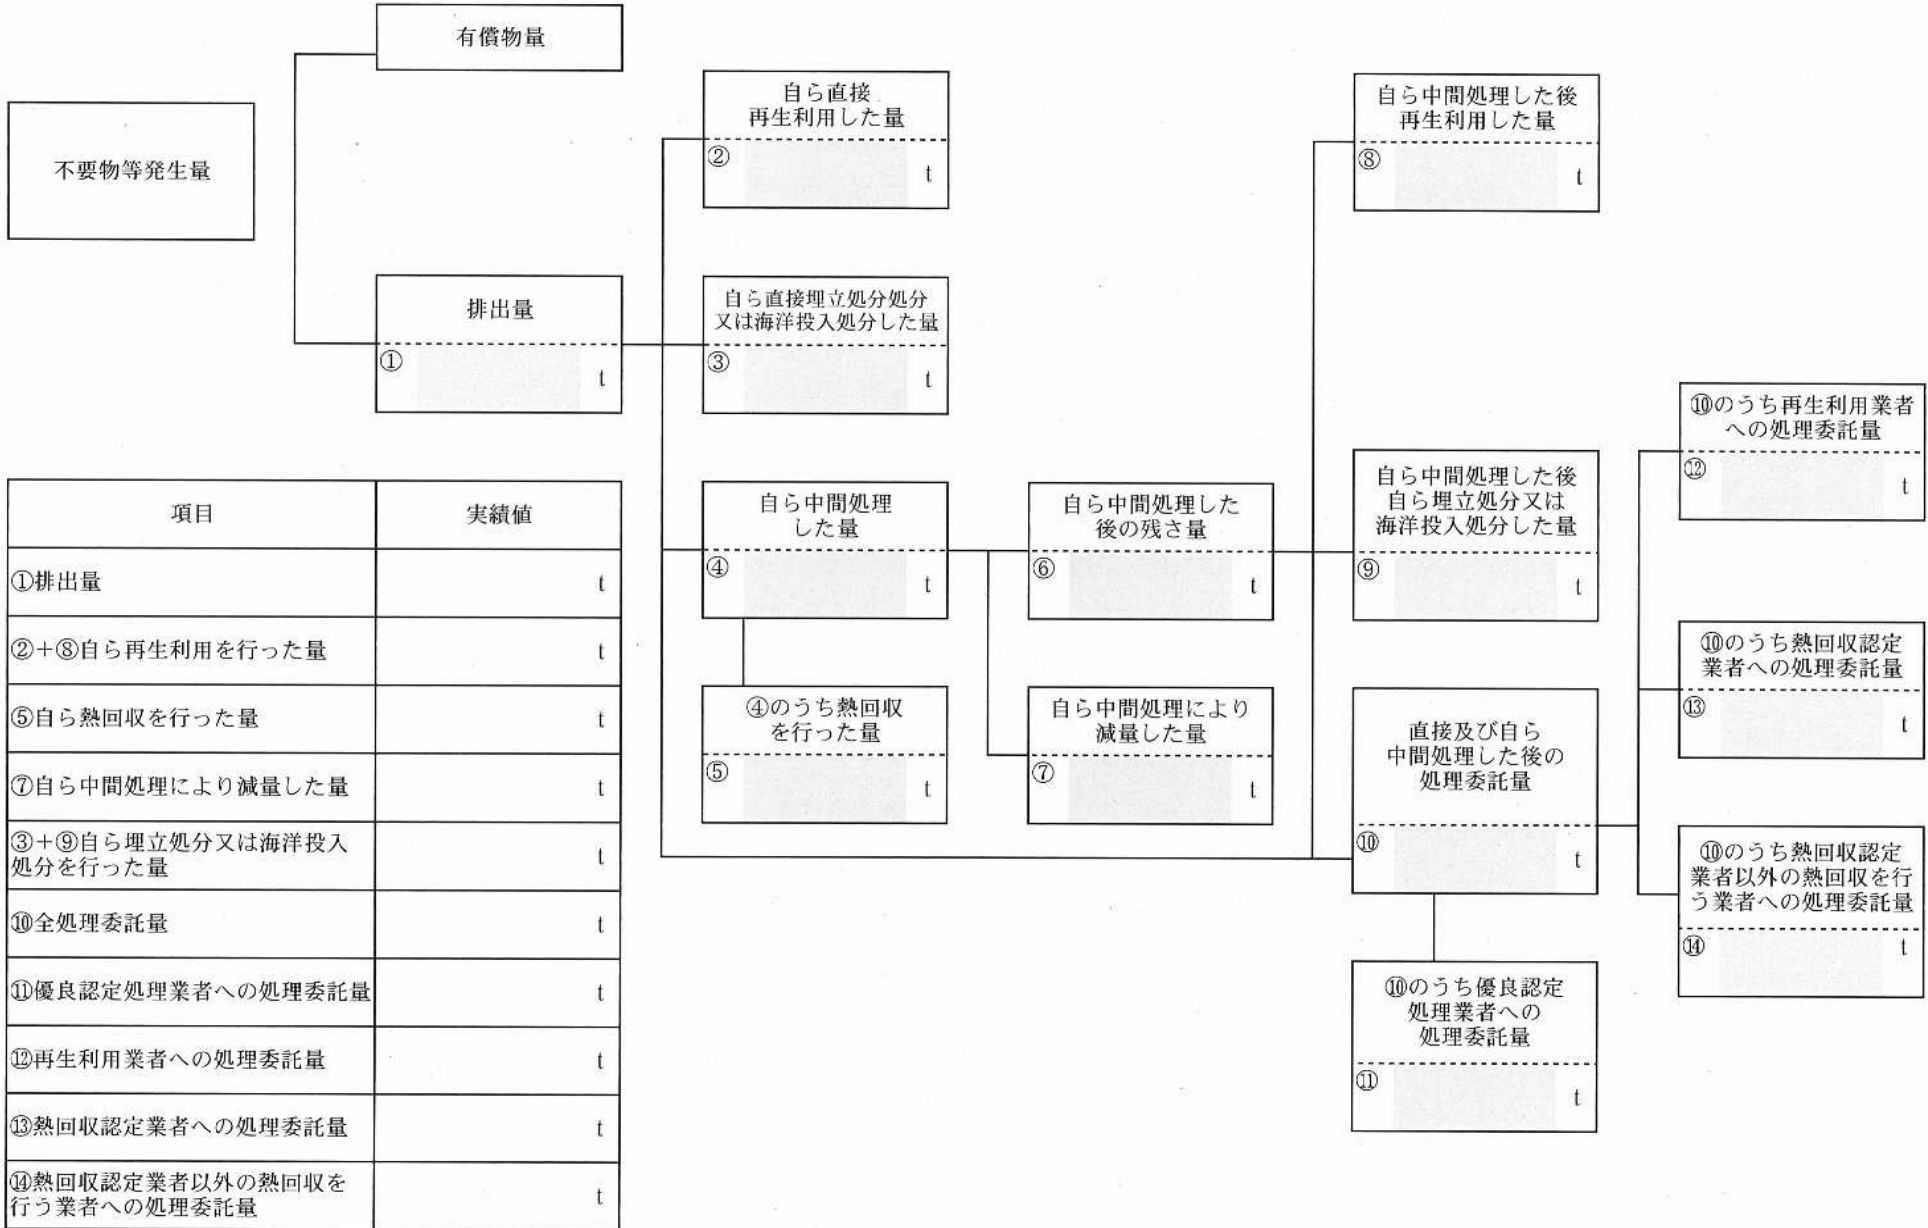 有償物量
不要物等発生量
排出量
①
t
自ら直接
再生利用した量
②
t
自ら直接埋立処分処分
又は海洋投入処分した量
③
t
自ら中間処理
した量
④
t
④のうち熱回収
を行った量
⑤
t
自ら中間処理した
後の残さ量
⑥
t
自ら中間処理により
減量した量
⑦
t
自ら中間処理した後
再生利用した量
⑧
t
自ら中間処理した後
自ら埋立処分又は
海洋投入処分した量
⑨
t
直接及び自ら
中間処理した後の
処理委託量
⑩
t
⑩のうち優良認定
処理業者への
処理委託量
⑪
t
⑩のうち再生利用業者
への処理委託量
⑫
t
⑩のうち熱回収認定
業者への処理委託量
⑬
t
⑩のうち熱回収認定
業者以外の熱回収を行
う業者への処理委託量
⑭
t
項目 実績値
①排出量 t
②+⑧自ら再生利用を行った量 t
⑤自ら熱回収を行った量 t
⑦自ら中間処理により減量した量 t
③+⑨自ら埋立処分又は海洋投入
処分を行った量 t
⑩全処理委託量 t
⑪優良認定処理業者への処理委託量 t
⑫再生利用業者への処理委託量 t
⑬熱回収認定業者への処理委託量 t
⑭熱回収認定業者以外の熱回収を
行う業者への処理委託量 t